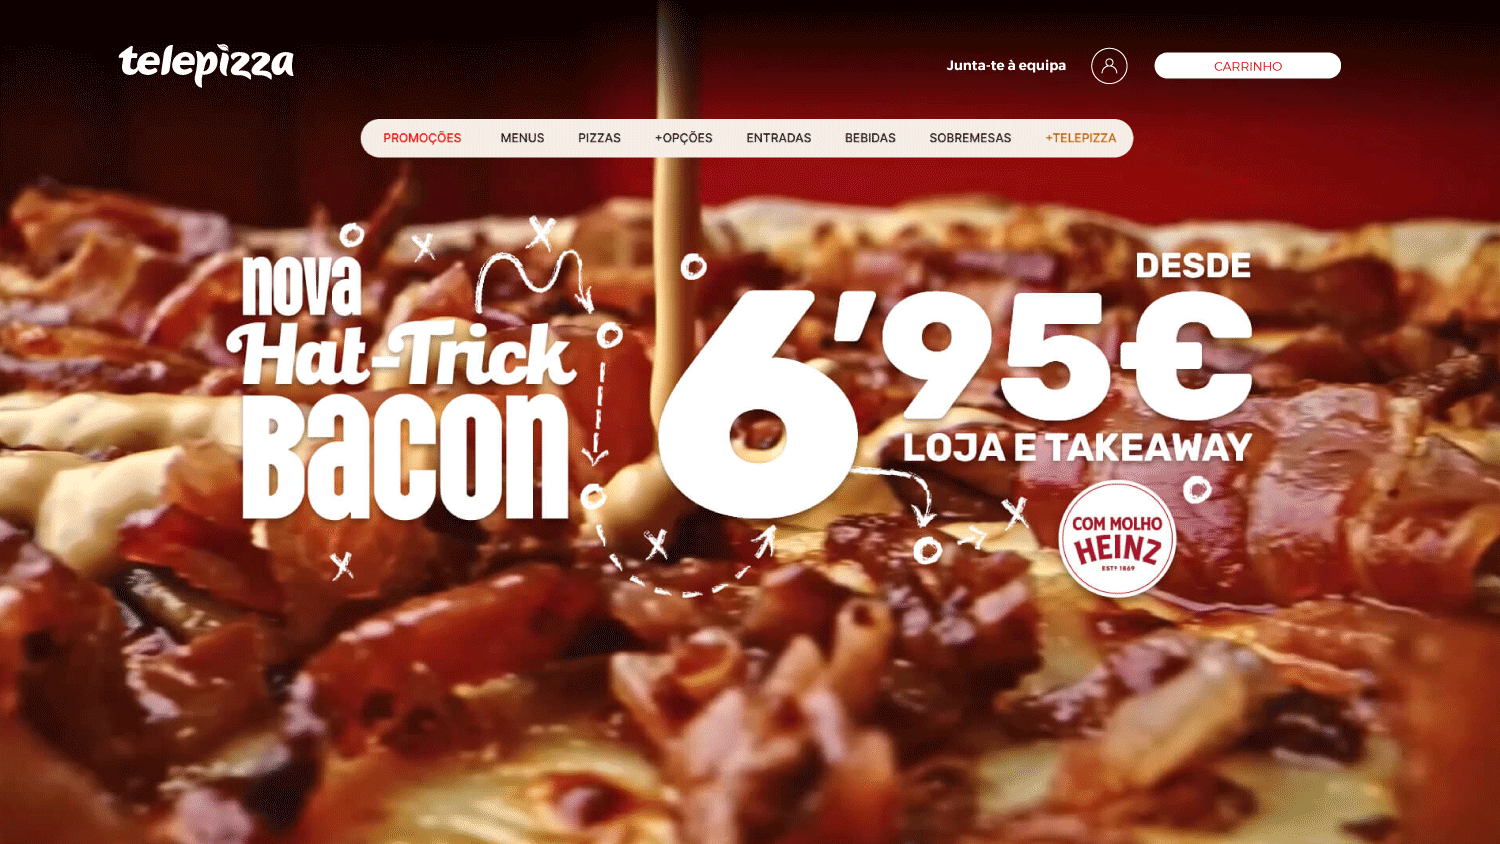 telepizza
Junta-te à equipa
CARRINHO
PROMOÇÕES MENUS PIZZAS +OPÇÕES ENTRADAS BEBIDAS SOBREMESAS +TELEPIZZA
nova
Hat-Trick
Bacon
DESDE
6'95€
LOJA E TAKEAWAY
COM MOLHO
HEINZ
ESTD 1869